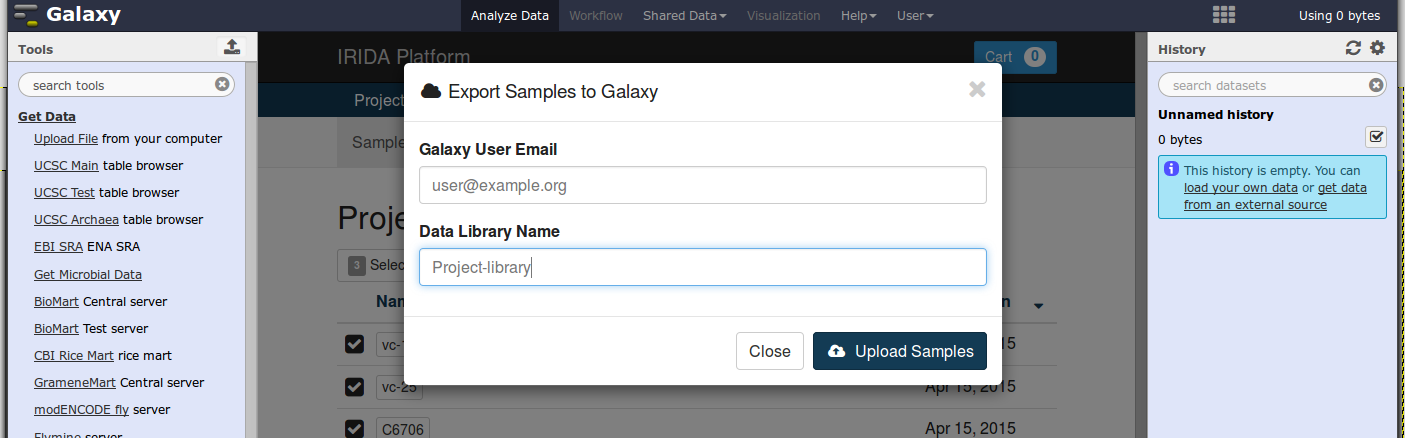 Galaxy
Analyze Data
Workflow
Shared Data
Visualization
Help
User
Using 0 bytes
Tools
search tools
Get Data
Upload File from your computer
UCSC Main table browser
UCSC Test table browser
UCSC Archaea table browser
EBI SRA ENA SRA
Get Microbial Data
BioMart Central server
BioMart Test server
CBI Rice Mart rice mart
GrameneMart Central server
modENCODE fly server
Flymine server
IRIDA Platform
Cart 0
Project
Sample
Proje
3 Selec
Nam
vc-1
15
vc-25
Apr 15, 2015
C6706
Apr 15, 2015
Export Samples to Galaxy
Galaxy User Email
user@example.org
Data Library Name
Project-library
Close
Upload Samples
History
search datasets
Unnamed history
0 bytes
This history is empty. You can
load your own data or get data
from an external source